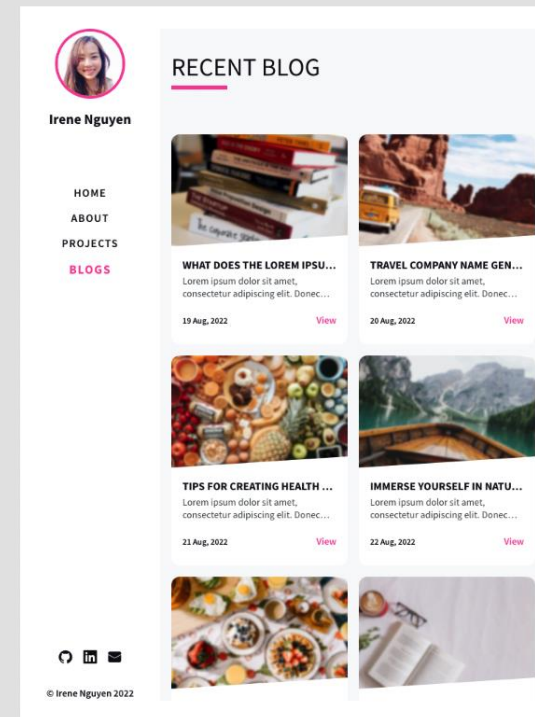 Irene Nguyen
HOME
ABOUT
PROJECTS
BLOGS
© Irene Nguyen 2022
RECENT BLOG
WHAT DOES THE LOREM IPSU...
Lorem ipsum dolor sit amet,
consectetur adipiscing elit. Donec...
19 Aug, 2022
View
TRAVEL COMPANY NAME GEN...
Lorem ipsum dolor sit amet,
consectetur adipiscing elit. Donec...
20 Aug, 2022
View
TIPS FOR CREATING HEALTH ...
Lorem ipsum dolor sit amet,
consectetur adipiscing elit. Donec...
21 Aug, 2022
View
IMMERSE YOURSELF IN NATU...
Lorem ipsum dolor sit amet,
consectetur adipiscing elit. Donec...
22 Aug, 2022
View